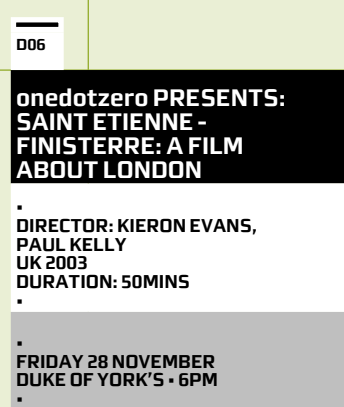 D06
onedotzero PRESENTS:
SAINT ETIENNE -
FINISTERRE: A FILM
ABOUT LONDON
▪
DIRECTOR: KIERON EVANS,
PAUL KELLY
UK 2003
DURATION: 50MINS
▪
▪
FRIDAY 28 NOVEMBER
DUKE OF YORK'S ▪ 6PM
▪